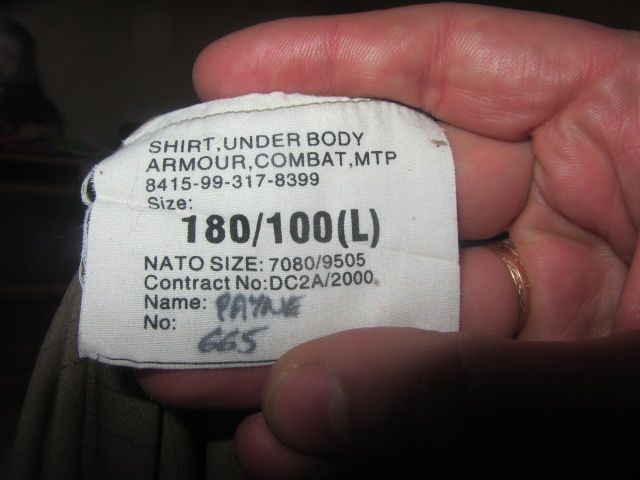 SHIRT,UNDER BODY
ARMOUR,COMBAT,MTP
8415-99-317-8399
Size:
180/100(L)
NATO SIZE: 7080/9505
Contract No:DC2A/2000.
Name: PAYNE
No: 665